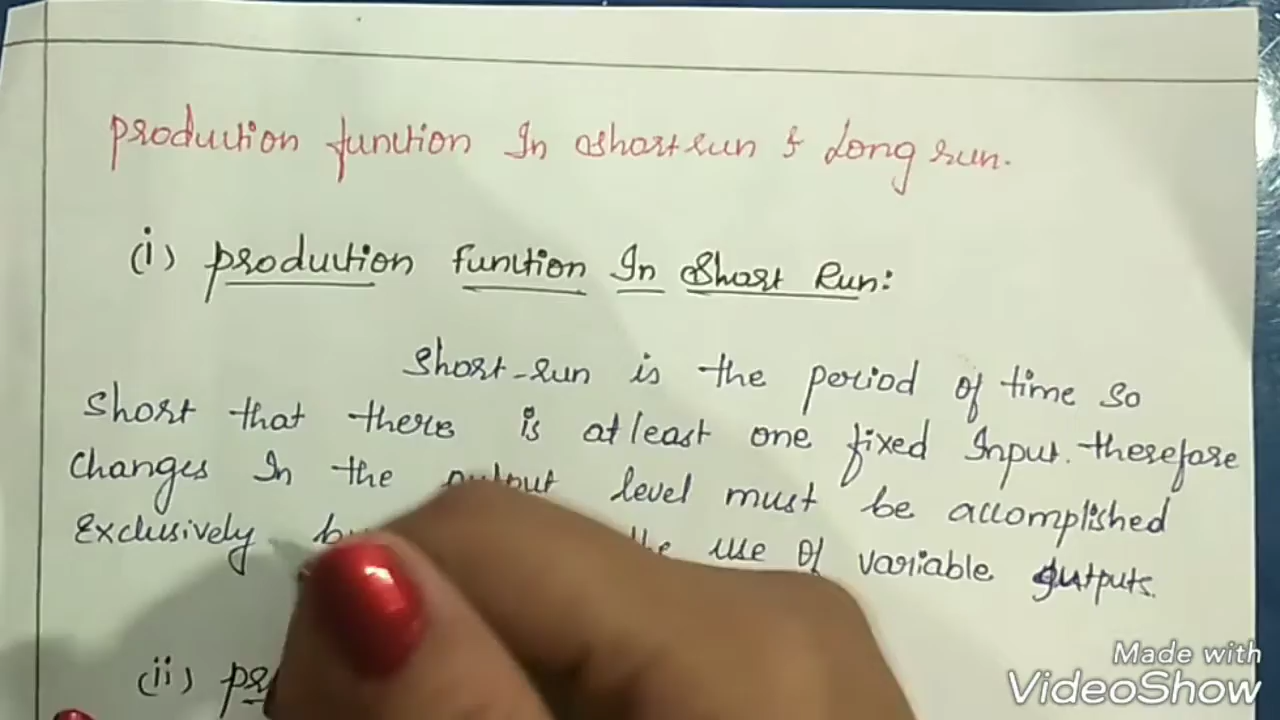 production function In short run & Long run.
(i) production function In Short Run:
Short-run is the period of time so
short that there is atleast one fixed Input. therefore
changes In the output level must be accomplished
Exclusively the use of variable outputs.
(ii)
Made with
VideoShow